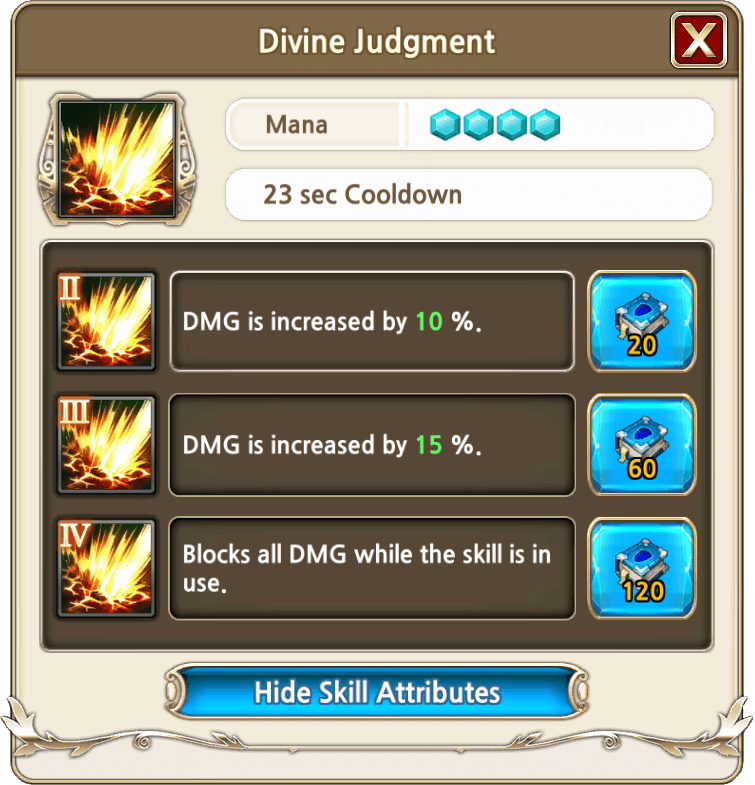 Divine Judgment
X
Mana
23 sec Cooldown
II
DMG is increased by 10 %.
20
III
DMG is increased by 15 %.
60
IV
Blocks all DMG while the skill is in
use.
120
Hide Skill Attributes